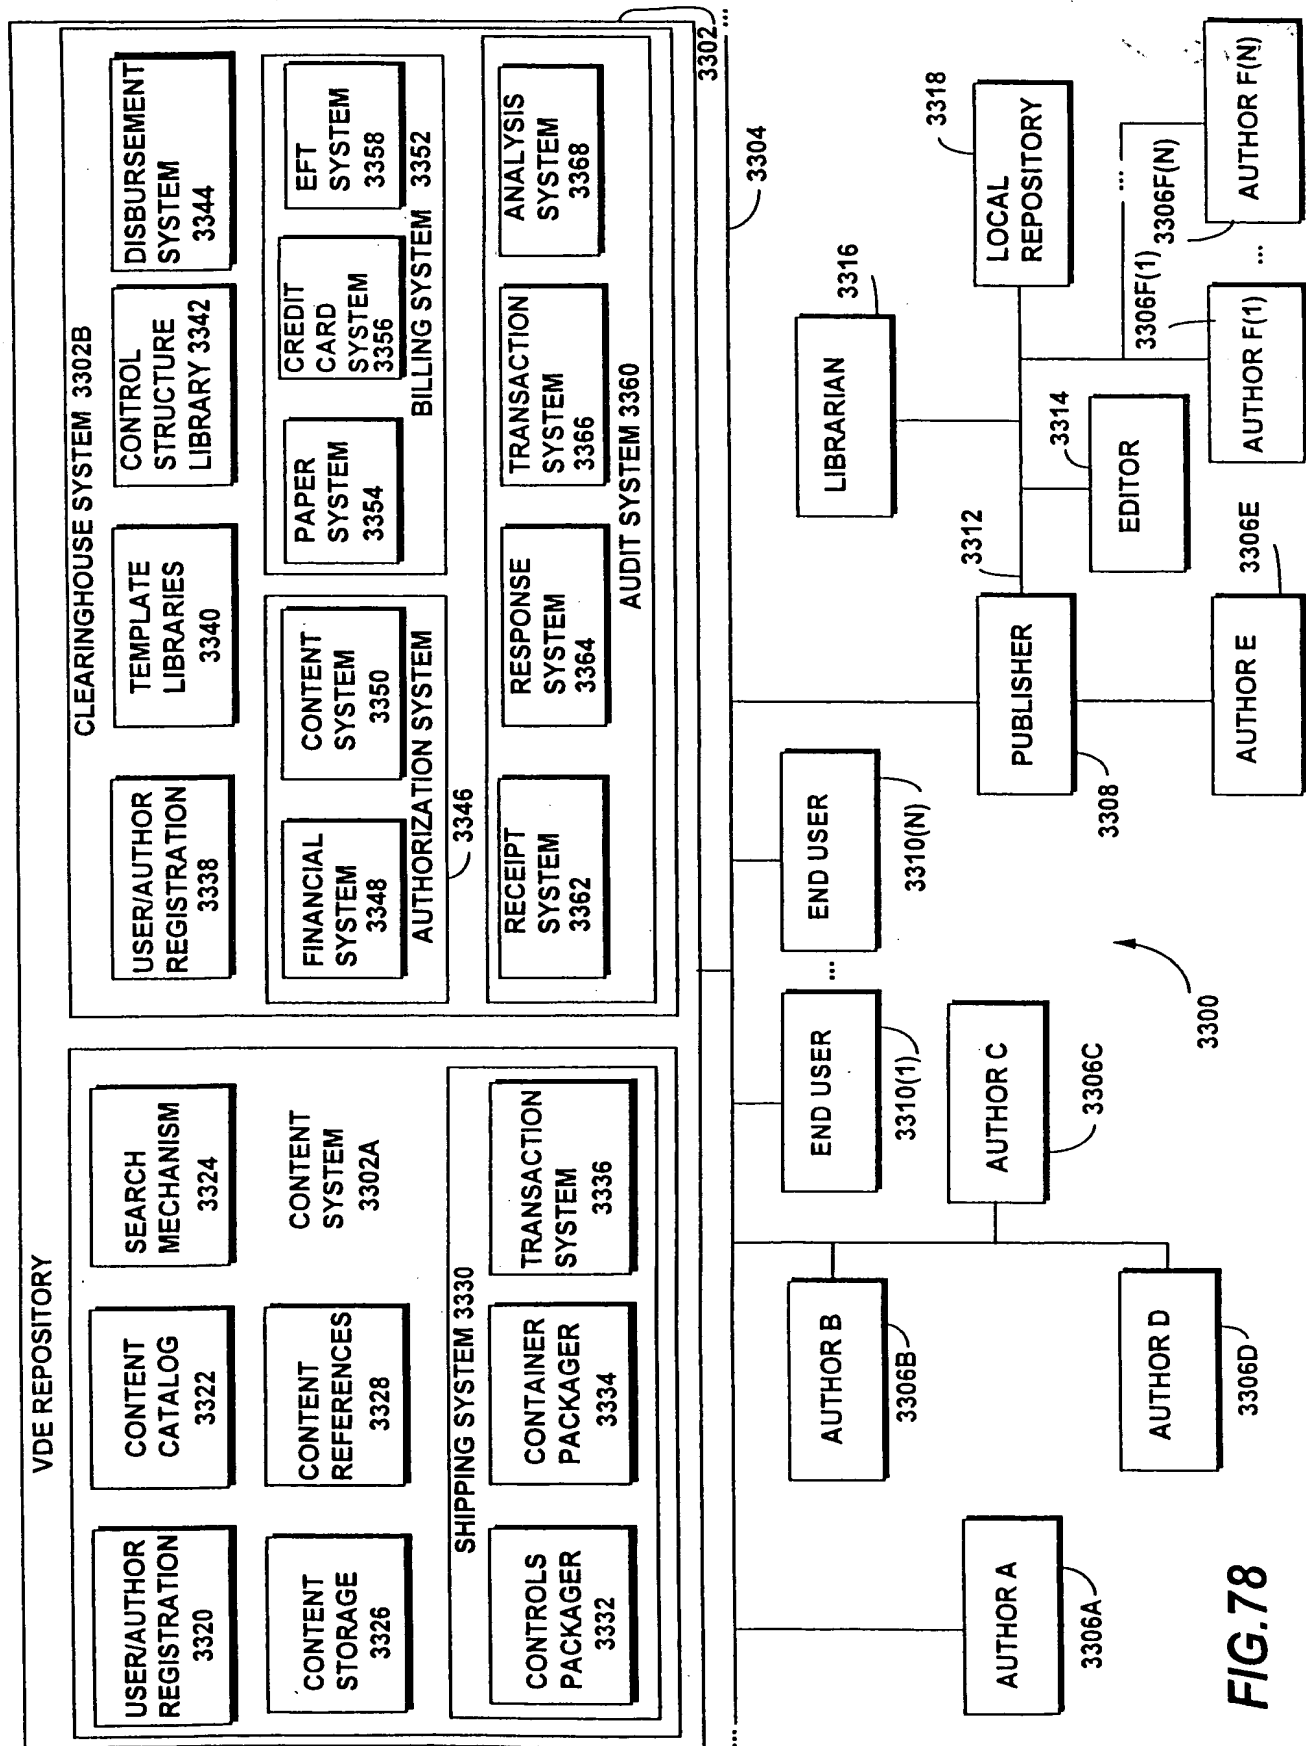 VDE REPOSITORY
3302
USER/AUTHOR
REGISTRATION
3320
CONTENT
CATALOG
3322
SEARCH
MECHANISM
3324
CONTENT
STORAGE
3326
CONTENT
REFERENCES
3328
CONTENT
SYSTEM
3302A
SHIPPING SYSTEM 3330
CONTROLS
PACKAGER
3332
CONTAINER
PACKAGER
3334
TRANSACTION
SYSTEM
3336
CLEARINGHOUSE SYSTEM 3302B
USER/AUTHOR
REGISTRATION
3338
TEMPLATE
LIBRARIES
3340
CONTROL
STRUCTURE
LIBRARY 3342
DISBURSEMENT
SYSTEM
3344
FINANCIAL
SYSTEM
3348
CONTENT
SYSTEM
3350
AUTHORIZATION SYSTEM
3346
PAPER
SYSTEM
3354
CREDIT
CARD
SYSTEM
3356
EFT
SYSTEM
3358
BILLING SYSTEM 3352
RECEIPT
SYSTEM
3362
RESPONSE
SYSTEM
3364
TRANSACTION
SYSTEM
3366
ANALYSIS
SYSTEM
3368
AUDIT SYSTEM 3360
...
...
3304
AUTHOR A
3306A
AUTHOR B
3306B
AUTHOR C
3306C
AUTHOR D
3306D
END USER
3310(1)
...
END USER
3310(N)
3300
PUBLISHER
3308
3312
AUTHOR E
3306E
EDITOR
3314
LIBRARIAN
3316
LOCAL
REPOSITORY
3318
AUTHOR F(1)
3306F(1)
...
...
AUTHOR F(N)
3306F(N)
FIG.78